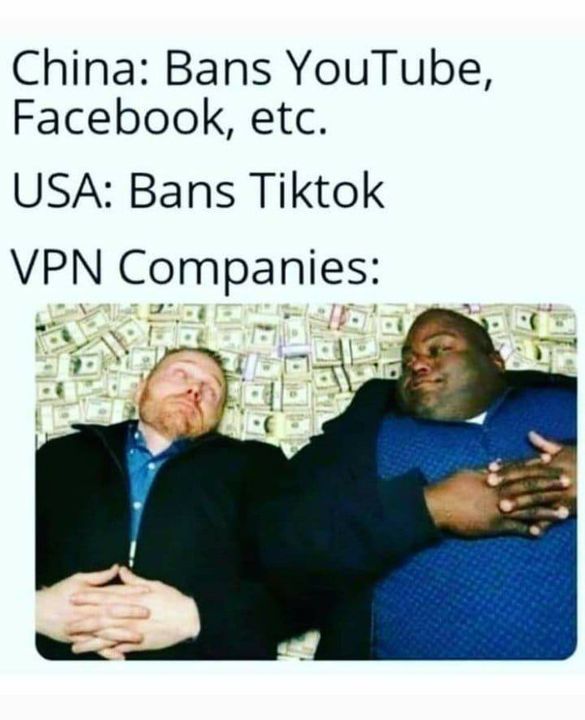 China: Bans YouTube,
Facebook, etc.
USA: Bans Tiktok
VPN Companies: